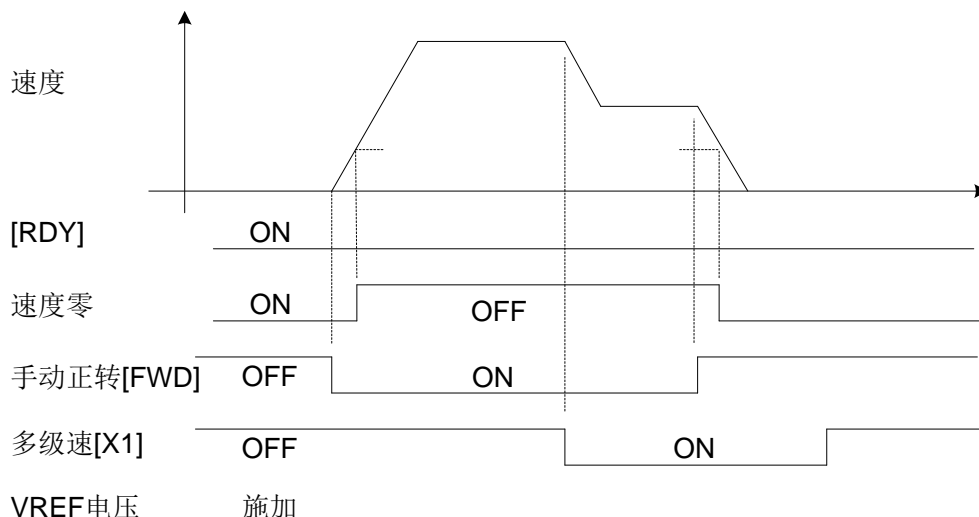 速度
[RDY] ON
速度零 ON OFF
手动正转[FWD] OFF ON
多级速[X1] OFF ON
VREF电压 施加